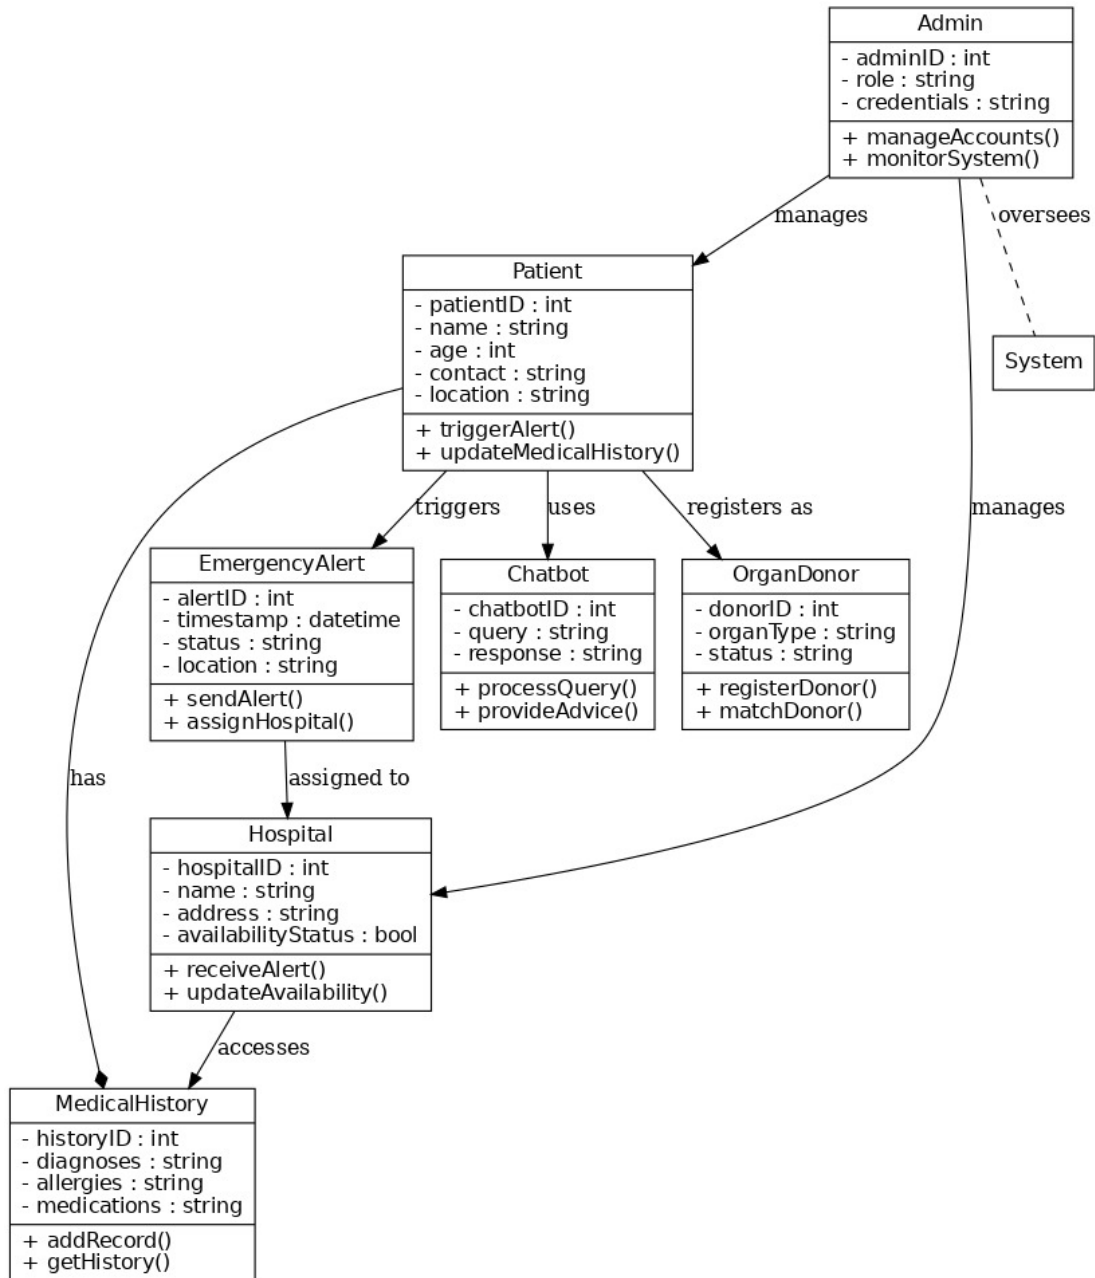 Admin
- adminID : int
- role : string
- credentials : string
+ manageAccounts()
+ monitorSystem()
manages
oversees
Patient
- patientID : int
- name : string
- age : int
- contact : string
- location : string
+ triggerAlert()
+ updateMedicalHistory()
System
triggers
uses
registers as
manages
EmergencyAlert
- alertID : int
- timestamp : datetime
- status : string
- location : string
+ sendAlert()
+ assignHospital()
Chatbot
- chatbotID : int
- query : string
- response : string
+ processQuery()
+ provideAdvice()
OrganDonor
- donorID : int
- organType : string
- status : string
+ registerDonor()
+ matchDonor()
has
assigned to
Hospital
- hospitalID : int
- name : string
- address : string
- availabilityStatus : bool
+ receiveAlert()
+ updateAvailability()
accesses
MedicalHistory
- historyID : int
- diagnoses : string
- allergies : string
- medications : string
+ addRecord()
+ getHistory()